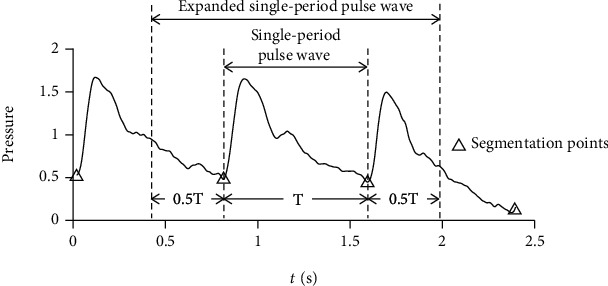 Expanded single-period pulse wave
Single-period
pulse wave
2
1.5
1
0.5
0
Pressure
Segmentation points
0.5T
T
0.5T
0
0.5
1
1.5
2
2.5
t (s)